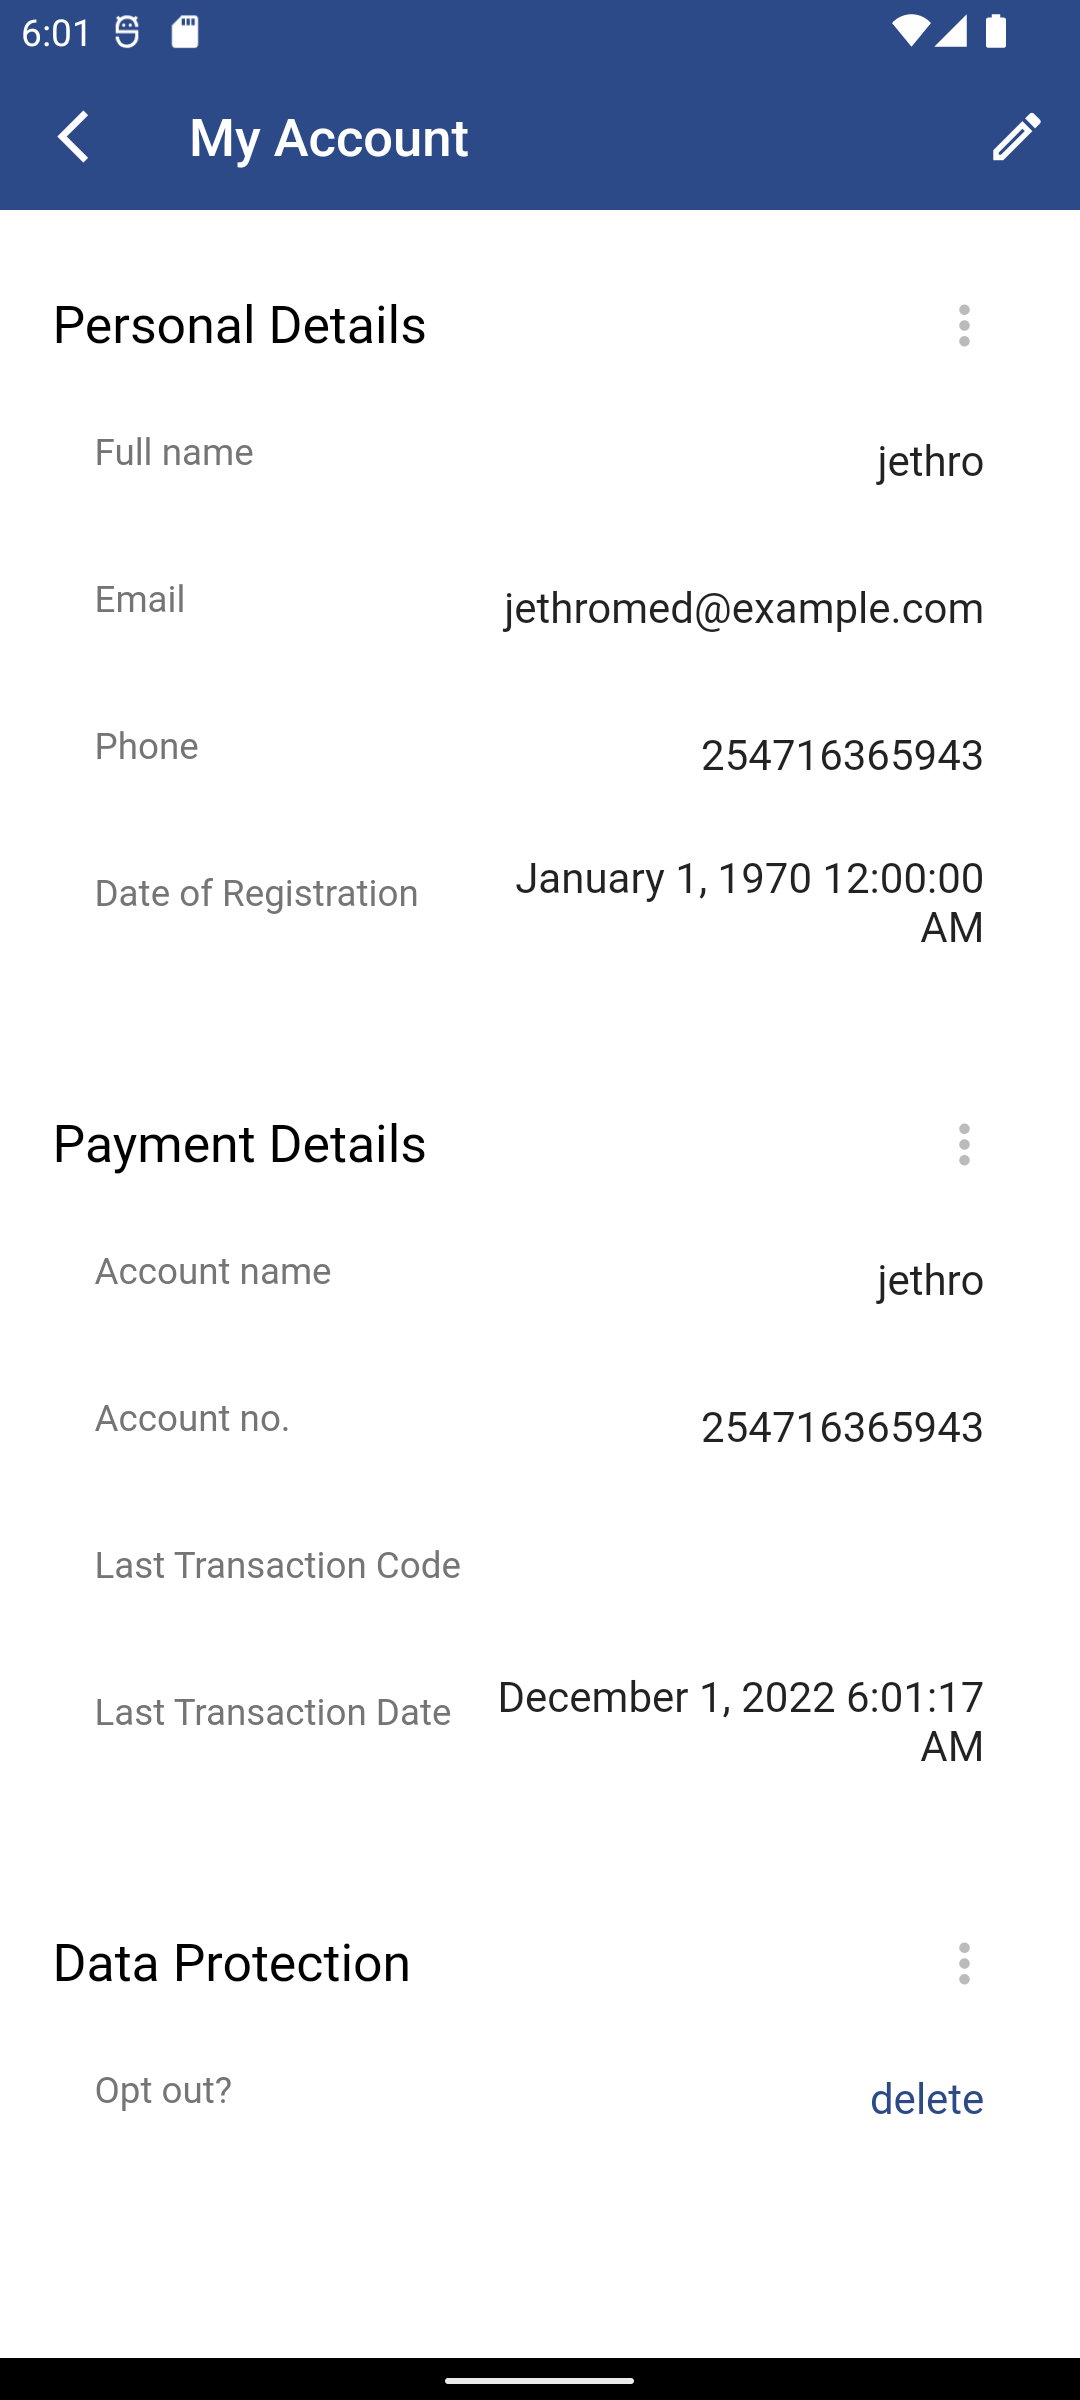 6:01
My Account
Personal Details
Full name
jethro
Email
jethromed@example.com
Phone
254716365943
Date of Registration
January 1, 1970 12:00:00
AM
Payment Details
Account name
jethro
Account no.
254716365943
Last Transaction Code
Last Transaction Date
December 1, 2022 6:01:17
AM
Data Protection
Opt out?
delete